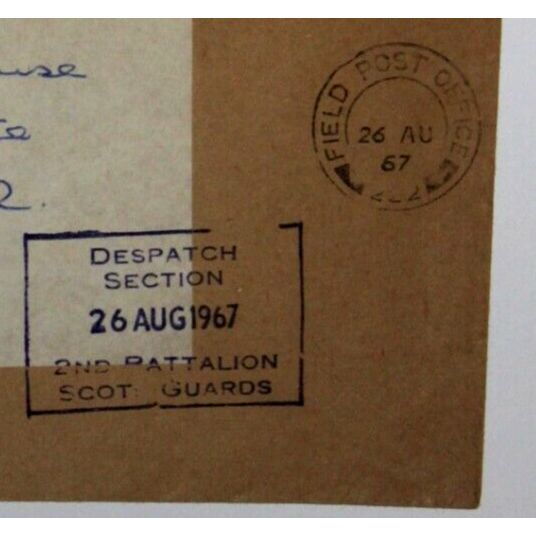 FIELD POST OFFICE
26 AU
67
DESPATCH
SECTION
26 AUG 1967
2ND BATTALION
SCOTS GUARDS